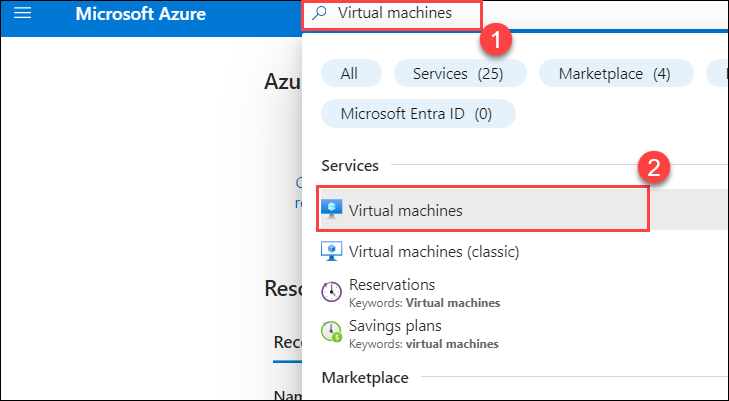 Microsoft Azure
Virtual machines
1
Azu
All
Services (25)
Marketplace (4)
Microsoft Entra ID (0)
Services
2
Virtual machines
Virtual machines (classic)
Reservations
Keywords: Virtual machines
Savings plans
Keywords: virtual machines
Reso
Rece
Marketplace
Nam